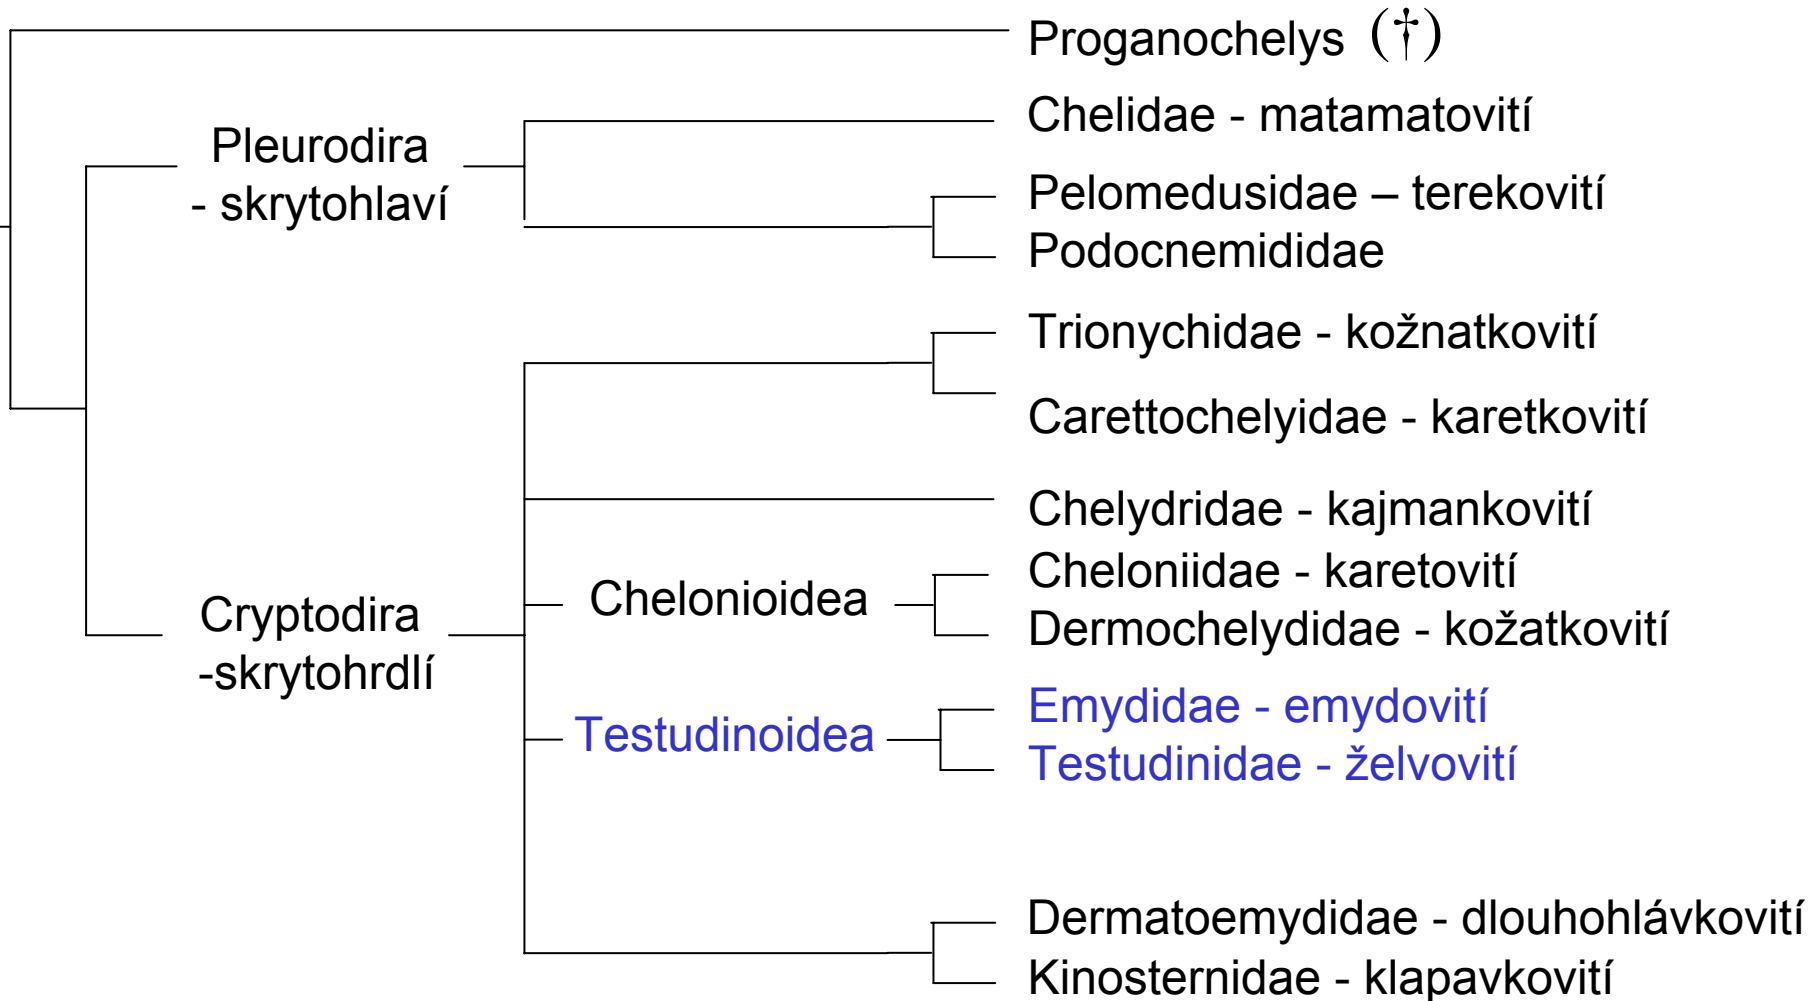 Proganochelys (†)
Chelidae - matamatovití
Pleurodira
- skrytohlaví
Pelomedusidae – terekovití
Podocnemididae
Trionychidae - kožnatkovití
Carettochelyidae - karetkovití
Chelydridae - kajmankovití
Chelonioidea
Cheloniidae - karetovití
Dermochelydidae - kožatkovití
Cryptodira
-skrytohrdlí
Testudinoidea
Emydidae - emydovití
Testudinidae - želvovití
Dermatoemydidae - dlouhohlávkovití
Kinosternidae - klapavkovití